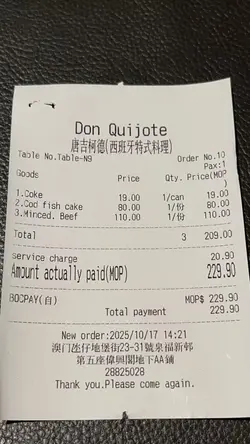 Don Quijote
唐吉柯德(西班牙特式料理)
Table No.Table-N9 Order No.10
Pax:1
Goods Price Qty. Price(MOP
)
1.Coke 19.00 1/can 19.00
2.Cod fish cake 80.00 1/份 80.00
3.Minced. Beef 110.00 1/份 110.00
Total 3 209.00
service charge 20.90
Amount actually paid(MOP) 229.90
BOCPAY(自) MOP$ 229.90
Total payment 229.90
New order:2025/10/17 14:21
澳门氹仔地堡街23-31號泉福新邨
第五座偉興閣地下AA鋪
28825028
Thank you.Please come again.